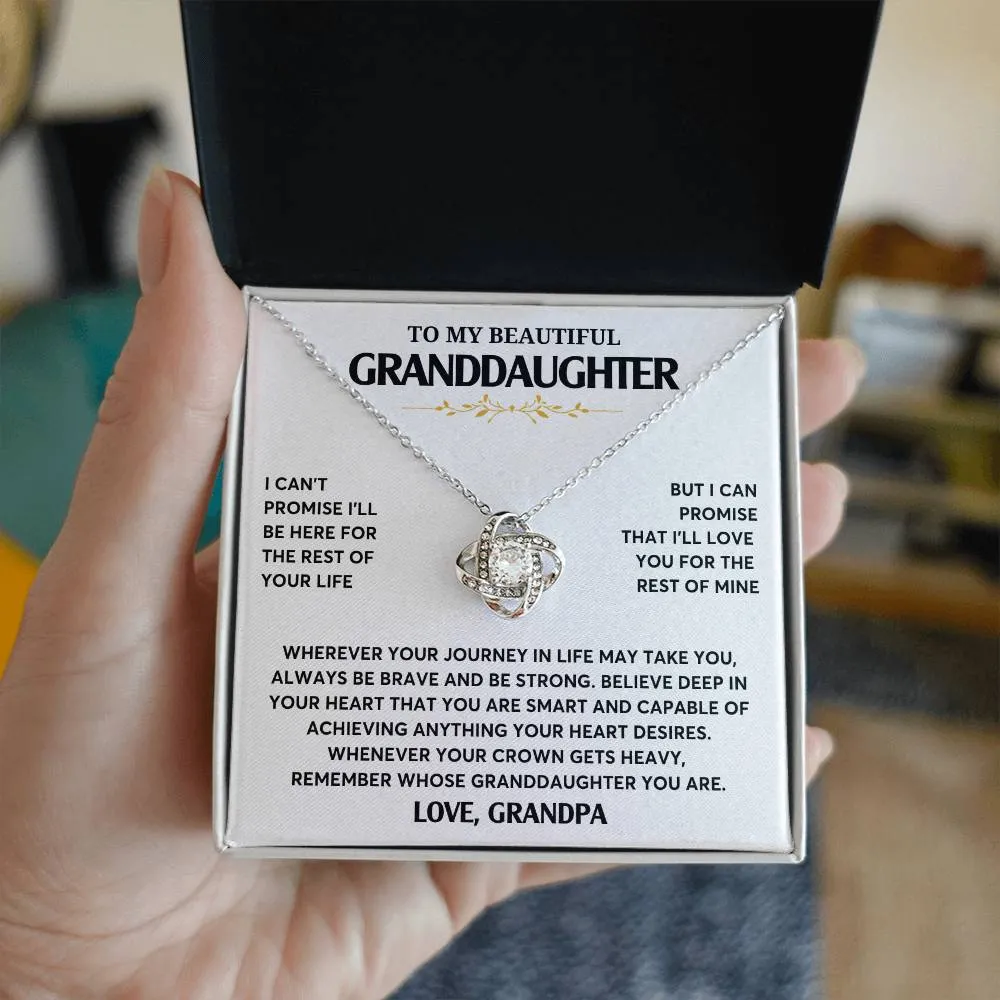 TO MY BEAUTIFUL
GRANDDAUGHTER
I CAN'T
PROMISE I'LL
BE HERE FOR
THE REST OF
YOUR LIFE
BUT I CAN
PROMISE
THAT I'LL LOVE
YOU FOR THE
REST OF MINE
WHEREVER YOUR JOURNEY IN LIFE MAY TAKE YOU,
ALWAYS BE BRAVE AND BE STRONG. BELIEVE DEEP IN
YOUR HEART THAT YOU ARE SMART AND CAPABLE OF
ACHIEVING ANYTHING YOUR HEART DESIRES.
WHENEVER YOUR CROWN GETS HEAVY,
REMEMBER WHOSE GRANDDAUGHTER YOU ARE.
LOVE, GRANDPA